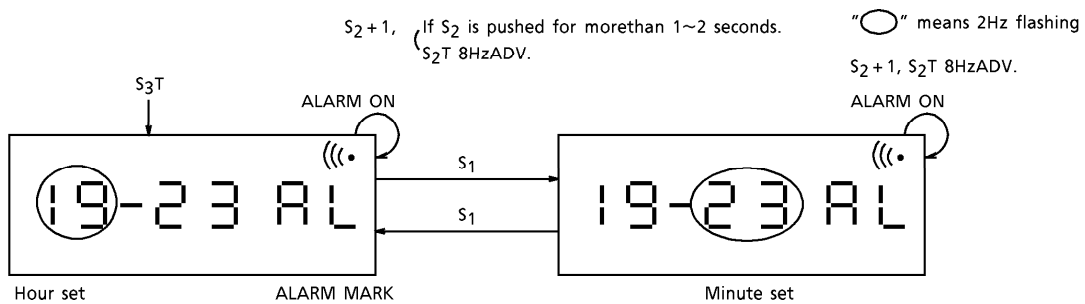 S2+1, (If S2 is pushed for morethan 1~2 seconds.
S2T 8HzADV.
"◯" means 2Hz flashing
S2+1, S2T 8HzADV.
S3T
ALARM ON
ALARM ON
19-23 AL
S1
S1
19-23 AL
Hour set
ALARM MARK
Minute set